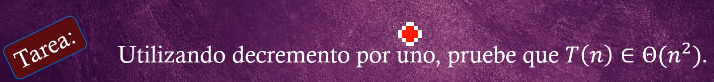 Tarea:
Utilizando decremento por uno, pruebe que T(n) ∈ Θ(n²).